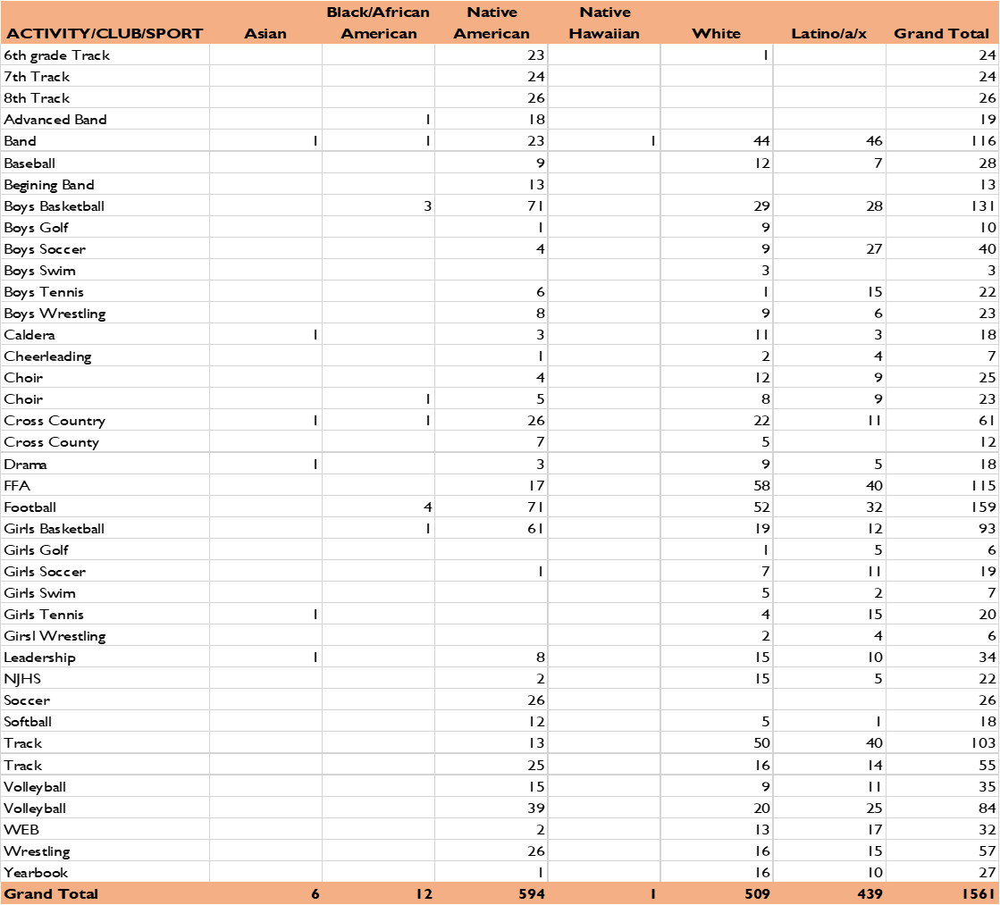 Black/African Native Native
ACTIVITY/CLUB/SPORT Asian American American Hawaiian White Latino/a/x Grand Total
6th grade Track 23 1 24
7th Track 24 24
8th Track 26 26
Advanced Band 1 18 19
Band 1 1 23 1 44 46 116
Baseball 9 12 7 28
Begining Band 13 13
Boys Basketball 3 71 29 28 131
Boys Golf 1 9 10
Boys Soccer 4 9 27 40
Boys Swim 3 3
Boys Tennis 6 1 15 22
Boys Wrestling 8 9 6 23
Caldera 1 3 11 3 18
Cheerleading 1 2 4 7
Choir 4 12 9 25
Choir 1 5 8 9 23
Cross Country 1 1 26 22 11 61
Cross County 7 5 12
Drama 1 3 9 5 18
FFA 17 58 40 115
Football 4 71 52 32 159
Girls Basketball 1 61 19 12 93
Girls Golf 1 5 6
Girls Soccer 1 7 11 19
Girls Swim 5 2 7
Girls Tennis 1 4 15 20
Girsl Wrestling 2 4 6
Leadership 1 8 15 10 34
NJHS 2 15 5 22
Soccer 26 26
Softball 12 5 1 18
Track 13 50 40 103
Track 25 16 14 55
Volleyball 15 9 11 35
Volleyball 39 20 25 84
WEB 2 13 17 32
Wrestling 26 16 15 57
Yearbook 1 16 10 27
Grand Total 6 12 594 1 509 439 1561